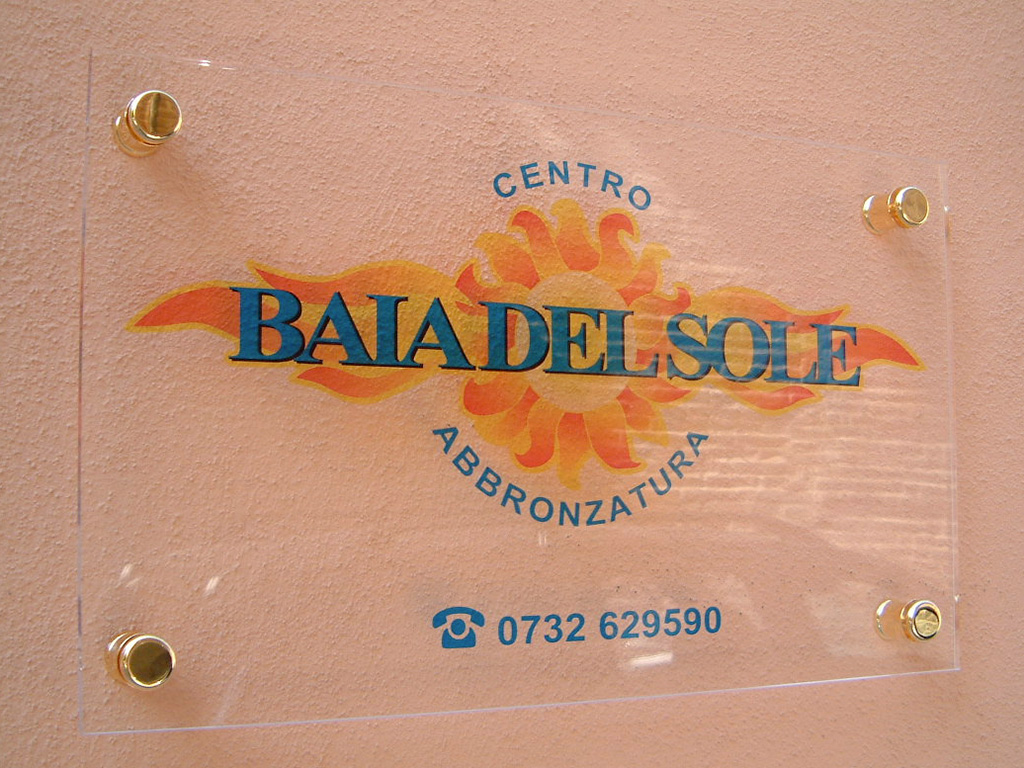 CENTRO
BAIA DEL SOLE
ABBRONZATURA
0732 629590